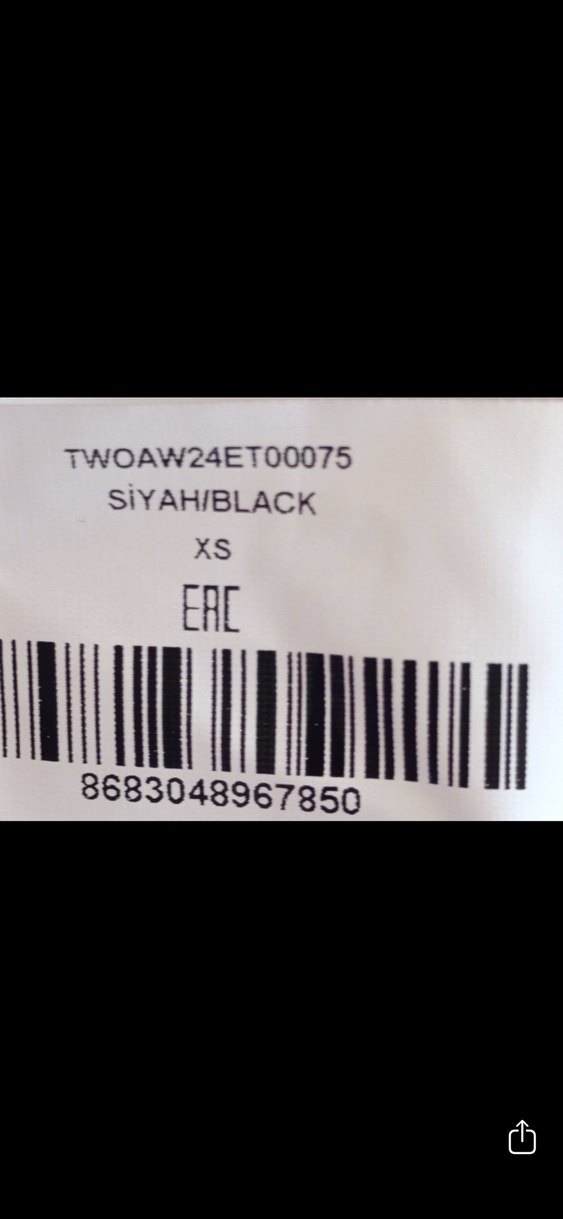 TWOAW24ET00075
SİYAH/BLACK
XS
EAC
8683048967850